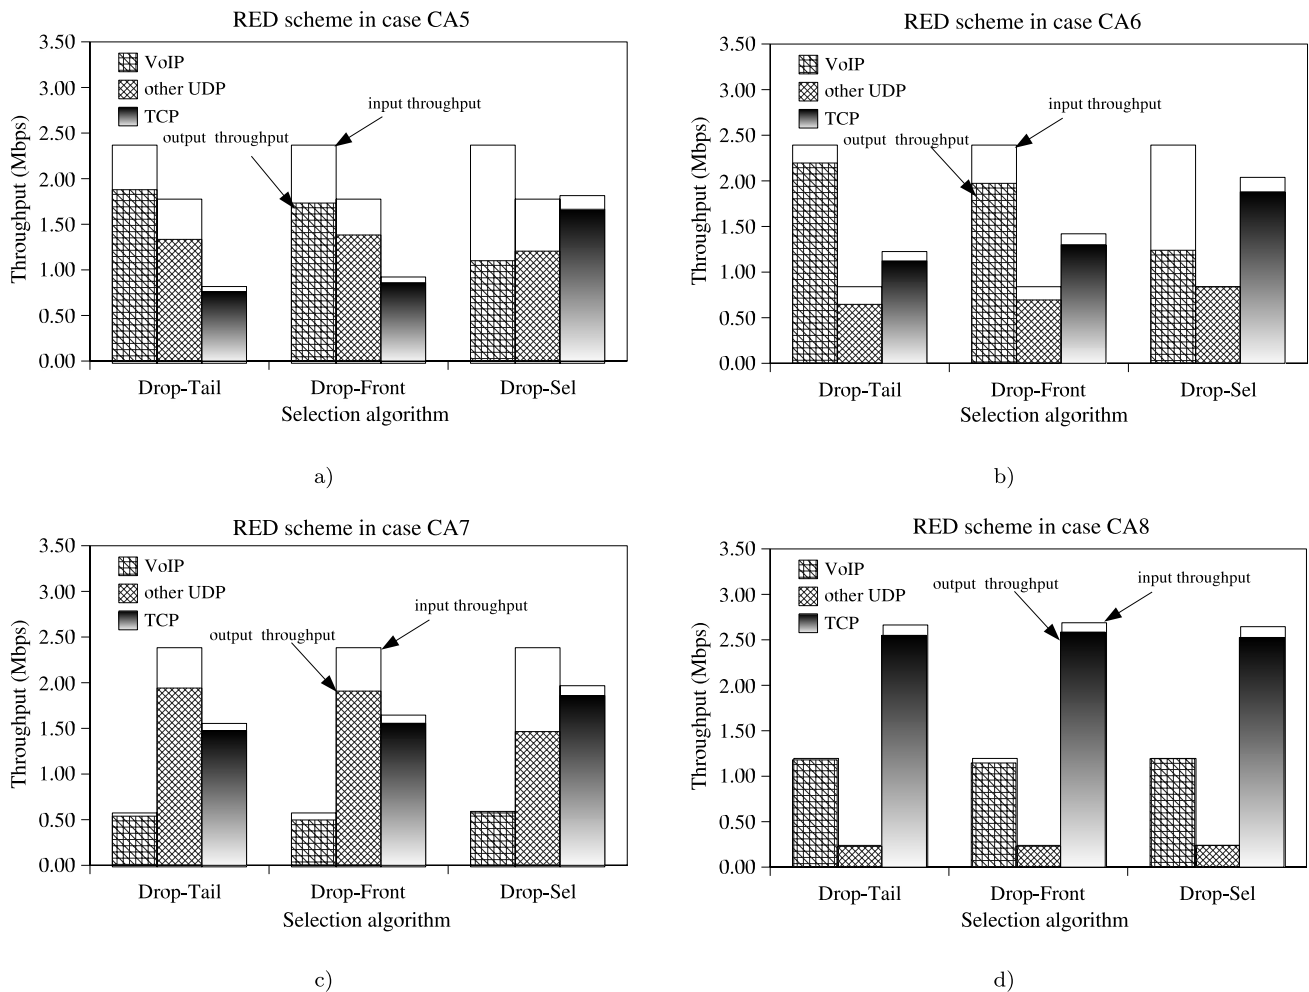 RED scheme in case CA5
3.50
3.00
2.50
2.00
1.50
1.00
0.50
0.00
Throughput (Mbps)
VoIP
other UDP
TCP
input throughput
output throughput
Drop-Tail
Drop-Front
Drop-Sel
Selection algorithm
a)
RED scheme in case CA6
3.50
3.00
2.50
2.00
1.50
1.00
0.50
0.00
Throughput (Mbps)
VoIP
other UDP
TCP
input throughput
output throughput
Drop-Tail
Drop-Front
Drop-Sel
Selection algorithm
b)
RED scheme in case CA7
3.50
3.00
2.50
2.00
1.50
1.00
0.50
0.00
Throughput (Mbps)
VoIP
other UDP
TCP
input throughput
output throughput
Drop-Tail
Drop-Front
Drop-Sel
Selection algorithm
c)
RED scheme in case CA8
3.50
3.00
2.50
2.00
1.50
1.00
0.50
0.00
Throughput (Mbps)
VoIP
other UDP
TCP
output throughput
input throughput
Drop-Tail
Drop-Front
Drop-Sel
Selection algorithm
d)